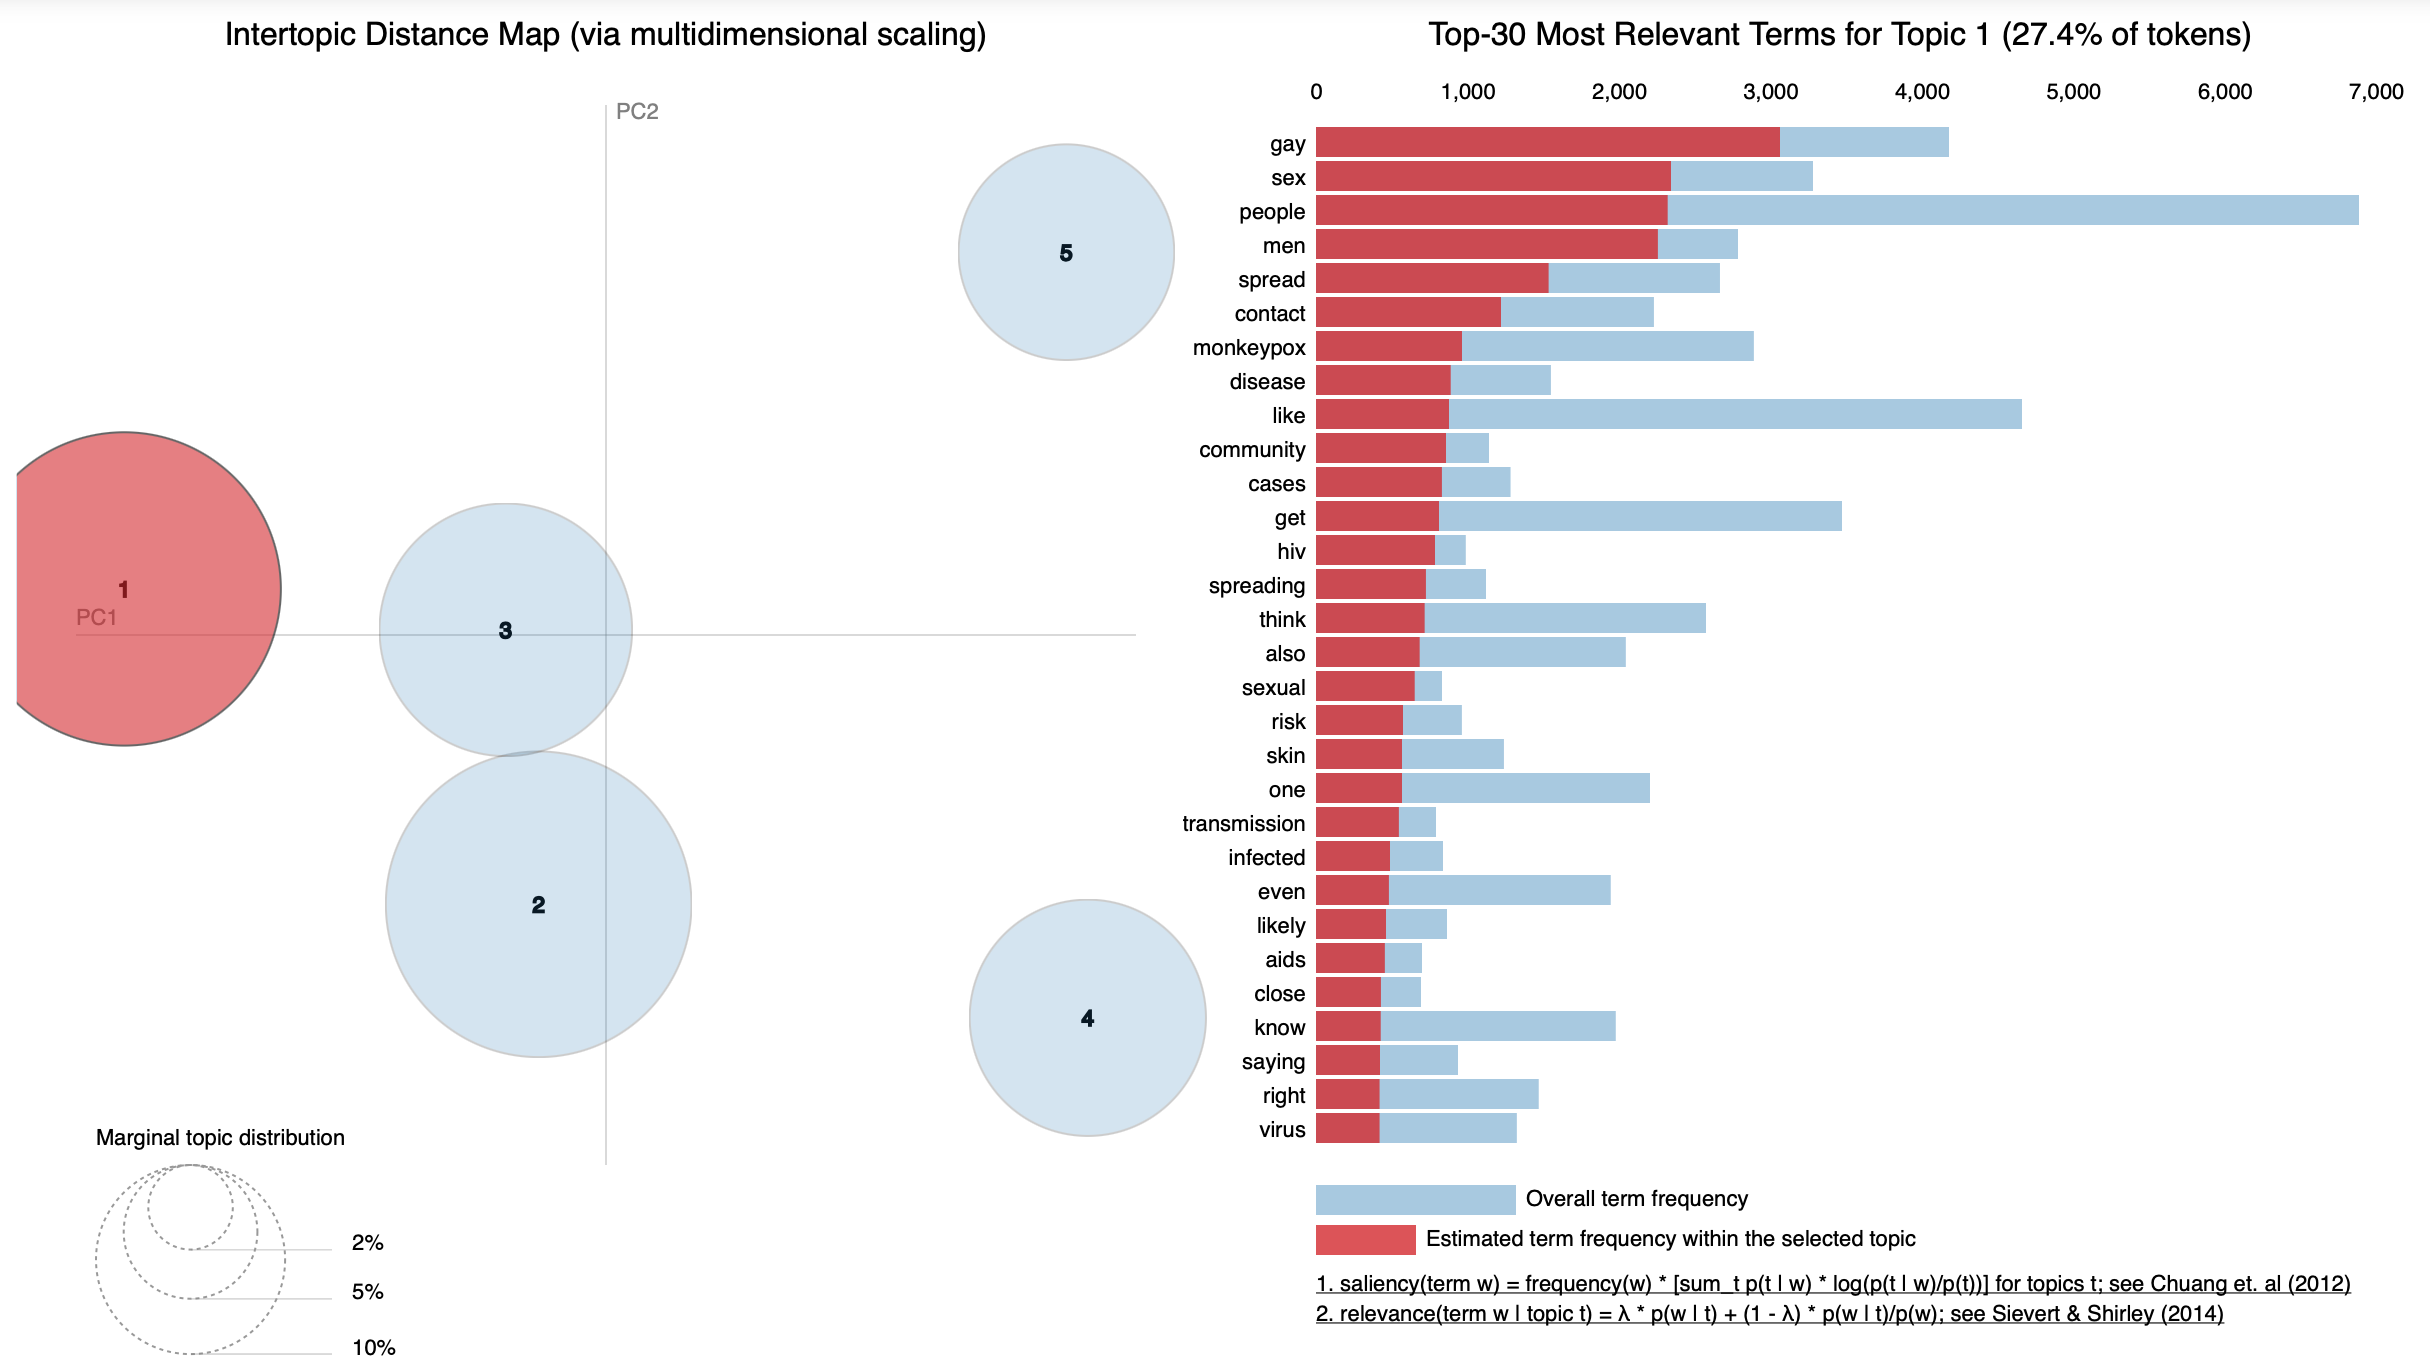 Intertopic Distance Map (via multidimensional scaling)
PC2
5
1
PC1
3
2
4
Marginal topic distribution
2%
5%
10%
Top-30 Most Relevant Terms for Topic 1 (27.4% of tokens)
0 1,000 2,000 3,000 4,000 5,000 6,000 7,000
gay
sex
people
men
spread
contact
monkeypox
disease
like
community
cases
get
hiv
spreading
think
also
sexual
risk
skin
one
transmission
infected
even
likely
aids
close
know
saying
right
virus
Overall term frequency
Estimated term frequency within the selected topic
1. saliency(term w) = frequency(w) * [sum_t p(t | w) * log(p(t | w)/p(t))] for topics t; see Chuang et. al (2012)
2. relevance(term w | topic t) = λ * p(w | t) + (1 - λ) * p(w | t)/p(w); see Sievert & Shirley (2014)